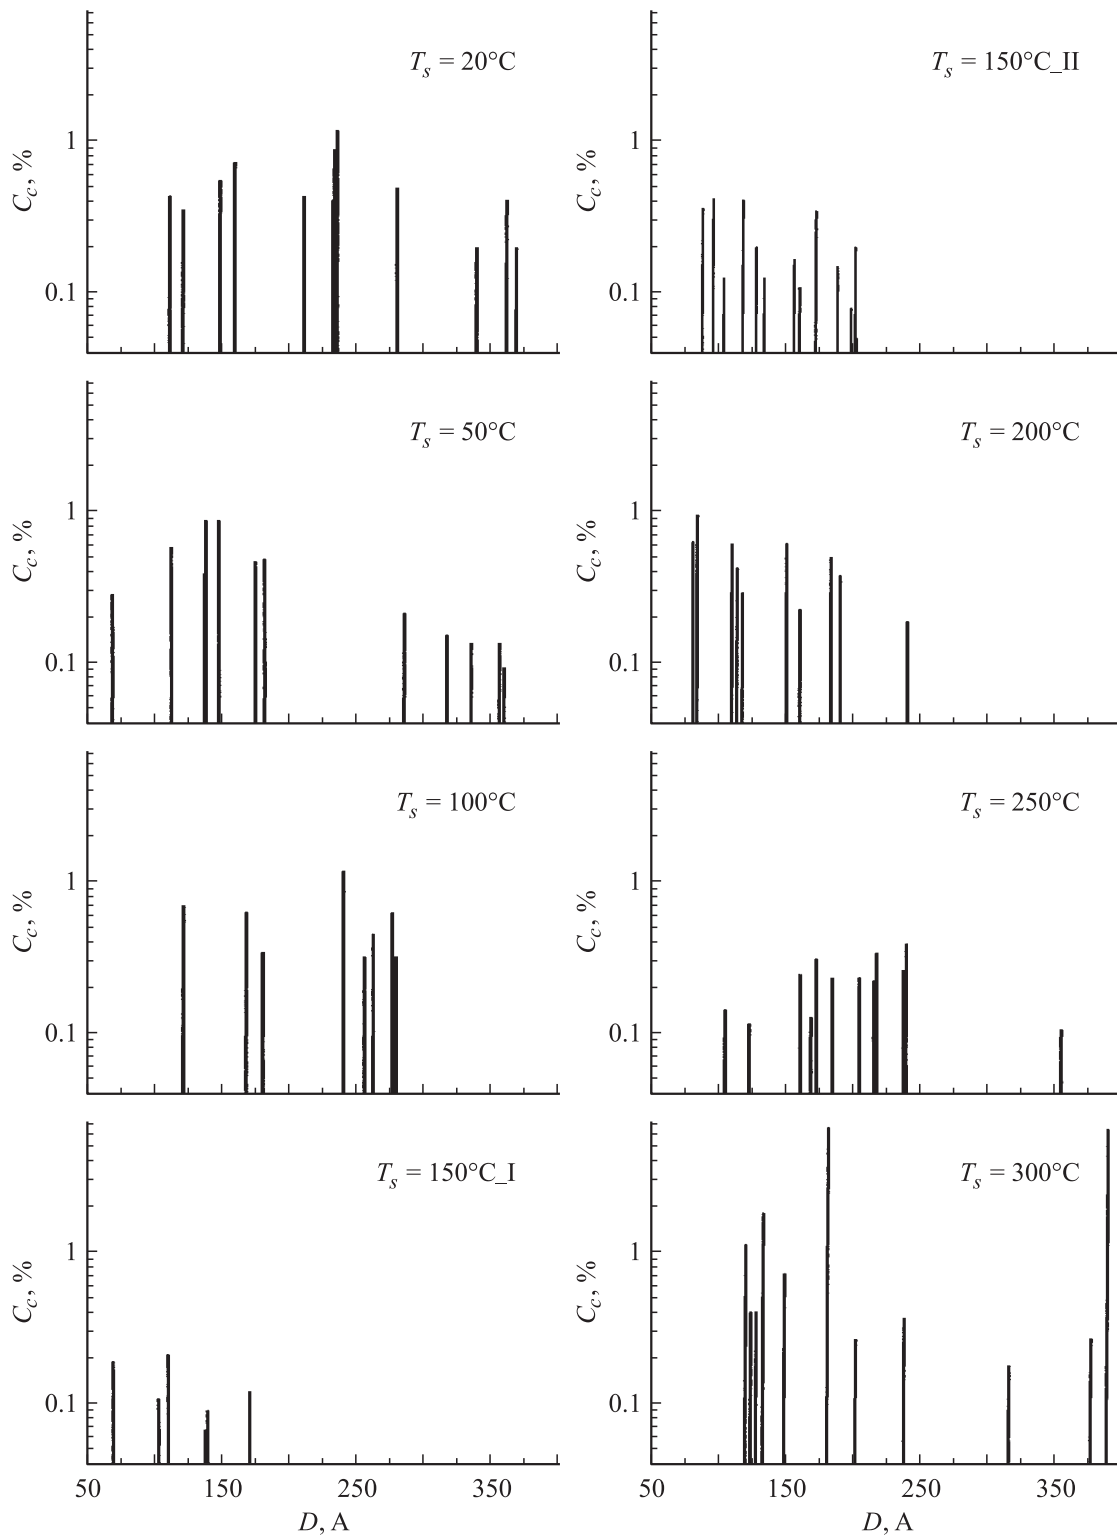 T_s = 20°C
C_c, %
1
0.1
T_s = 150°C_II
C_c, %
1
0.1
T_s = 50°C
C_c, %
1
0.1
T_s = 200°C
C_c, %
1
0.1
T_s = 100°C
C_c, %
1
0.1
T_s = 250°C
C_c, %
1
0.1
T_s = 150°C_I
C_c, %
1
0.1
50 150 250 350
D, A
T_s = 300°C
C_c, %
1
0.1
50 150 250 350
D, A